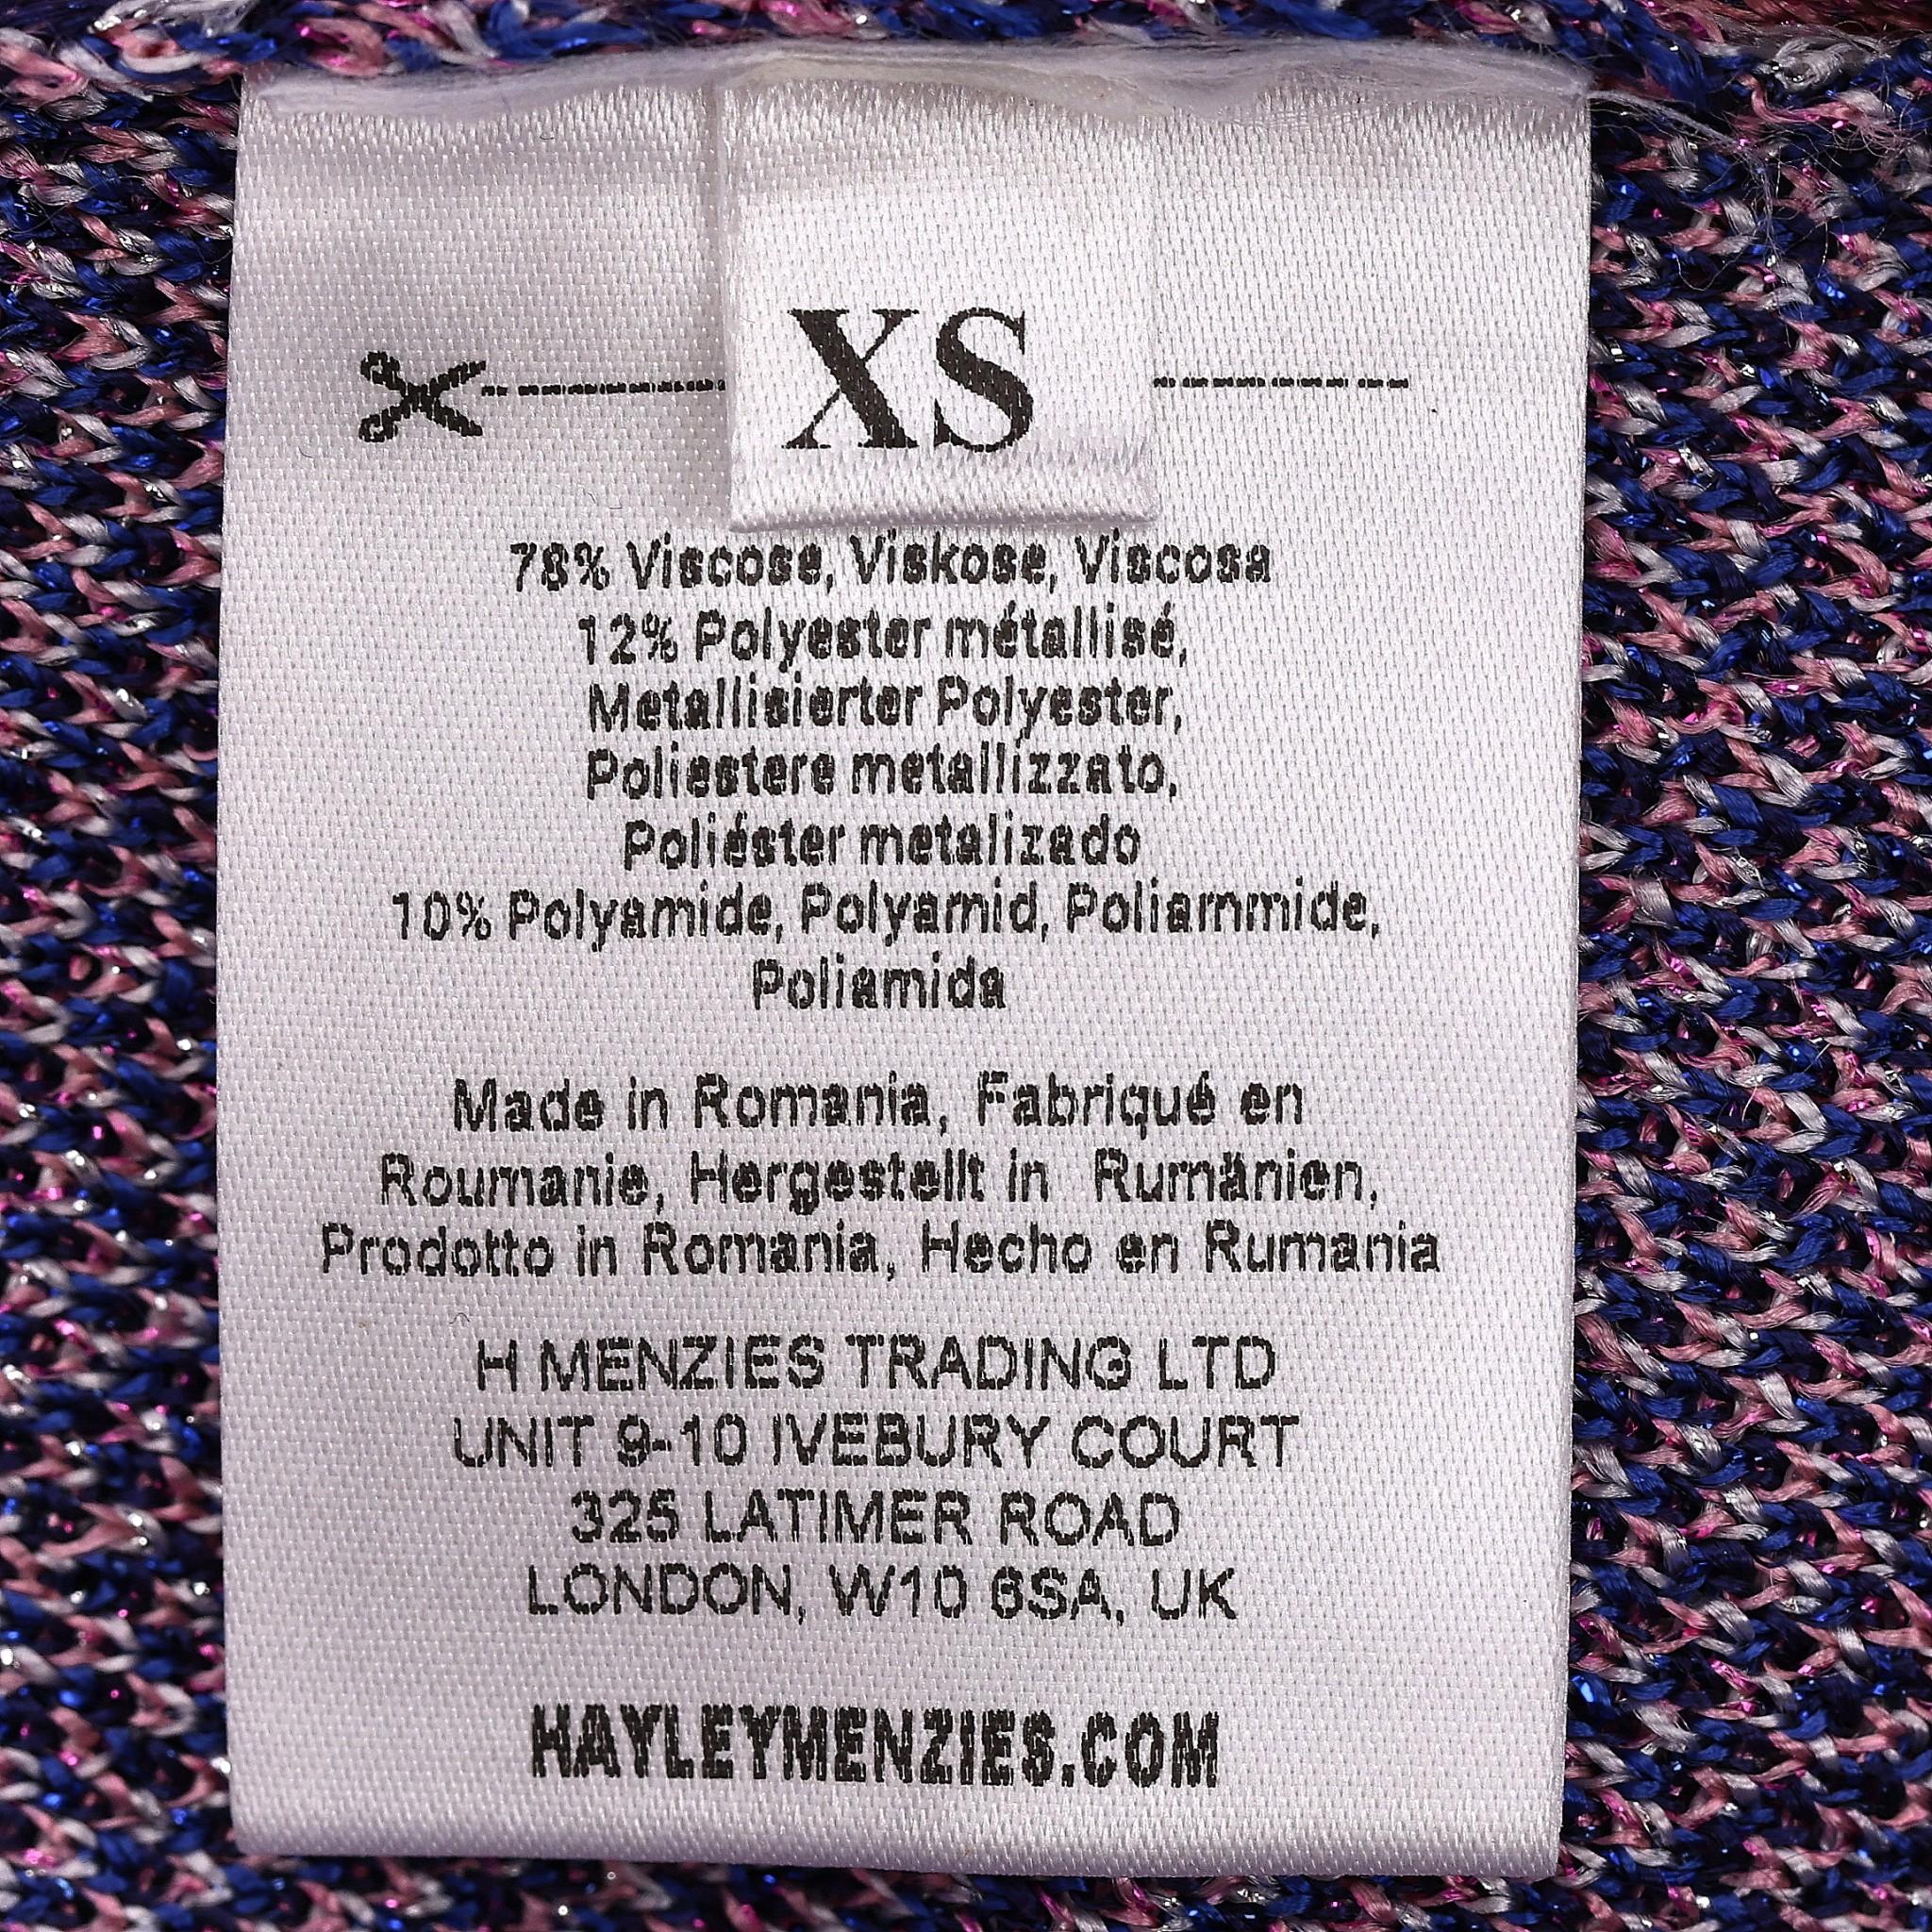 XS
78% Viscose, Viskose, Viscosa
12% Polyester métallisé,
Metallisierter Polyester,
Poliestere metallizzato,
Poliéster metalizado
10% Polyamide, Polyamid, Poliammide,
Poliamida
Made in Romania, Fabriqué en
Roumanie, Hergestellt in Rumänien,
Prodotto in Romania, Hecho en Rumania
H MENZIES TRADING LTD
UNIT 9-10 IVEBURY COURT
325 LATIMER ROAD
LONDON, W10 6SA, UK
HAYLEYMENZIES.COM